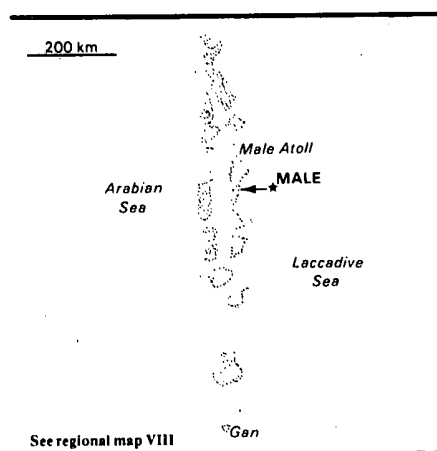 200 km
Male Atoll
MALE
Arabian
Sea
Laccadive
Sea
See regional map VIII
Gan